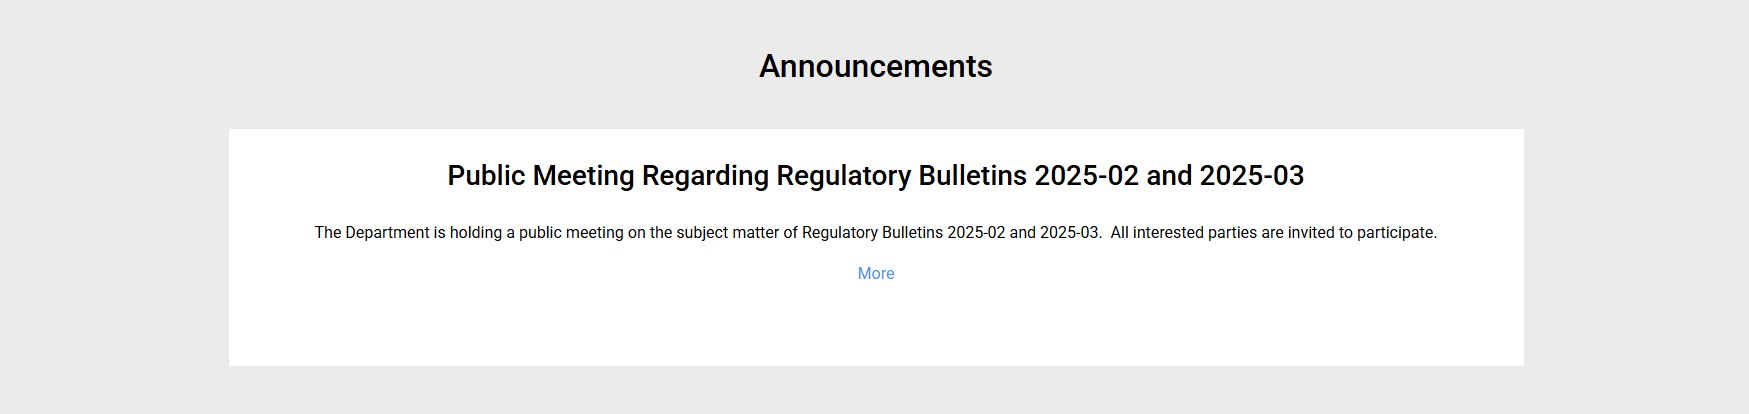 Announcements
Public Meeting Regarding Regulatory Bulletins 2025-02 and 2025-03
The Department is holding a public meeting on the subject matter of Regulatory Bulletins 2025-02 and 2025-03.  All interested parties are invited to participate.
More